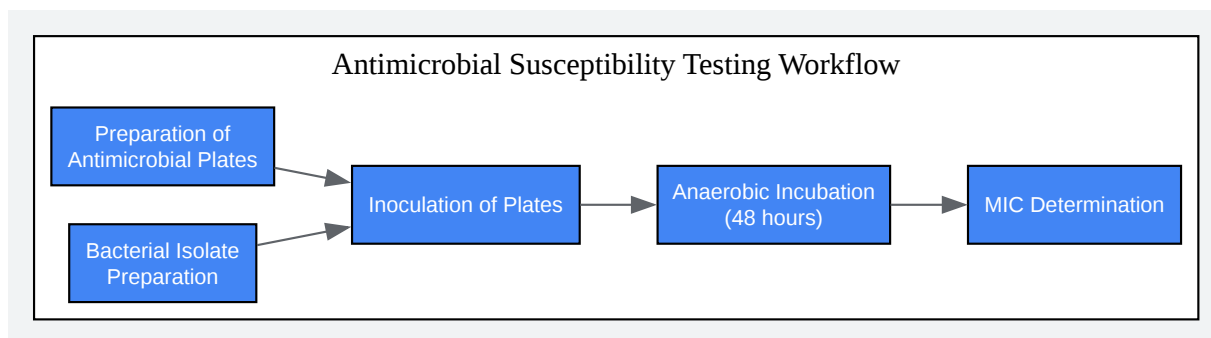 Antimicrobial Susceptibility Testing Workflow
Preparation of
Antimicrobial Plates
Bacterial Isolate
Preparation
Inoculation of Plates
Anaerobic Incubation
(48 hours)
MIC Determination